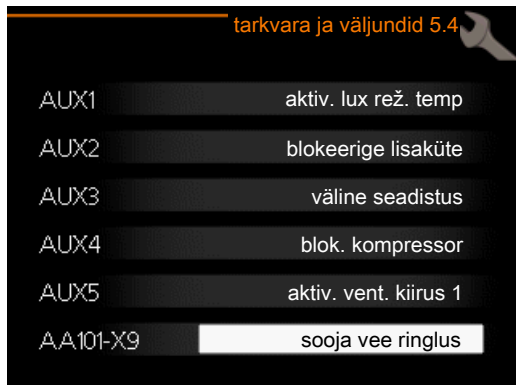 tarkvara ja väljundid 5.4
AUX1 aktiv. lux rež. temp
AUX2 blokeerige lisaküte
AUX3 väline seadistus
AUX4 blok. kompressor
AUX5 aktiv. vent. kiirus 1
AA101-X9 sooja vee ringlus